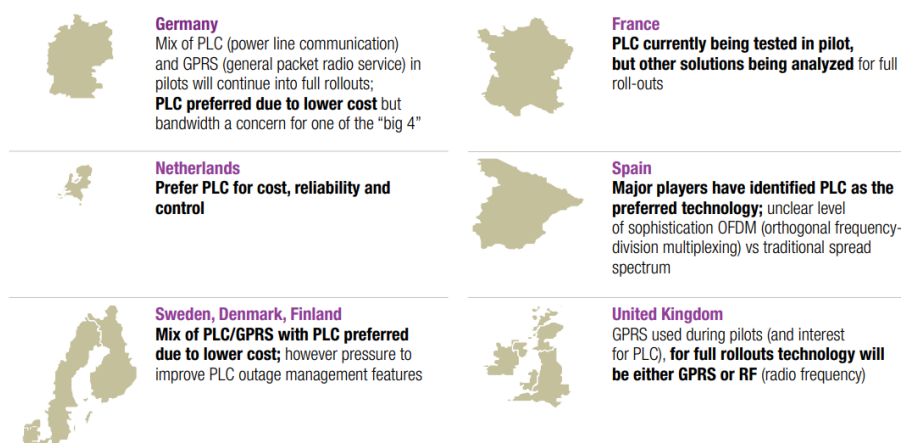 Germany
Mix of PLC (power line communication)
and GPRS (general packet radio service) in
pilots will continue into full rollouts;
PLC preferred due to lower cost but
bandwidth a concern for one of the “big 4”
France
PLC currently being tested in pilot,
but other solutions being analyzed for full
roll-outs
Netherlands
Prefer PLC for cost, reliability and
control
Spain
Major players have identified PLC as the
preferred technology; unclear level
of sophistication OFDM (orthogonal frequency-
division multiplexing) vs traditional spread
spectrum
Sweden, Denmark, Finland
Mix of PLC/GPRS with PLC preferred
due to lower cost; however pressure to
improve PLC outage management features
United Kingdom
GPRS used during pilots (and interest
for PLC), for full rollouts technology will
be either GPRS or RF (radio frequency)